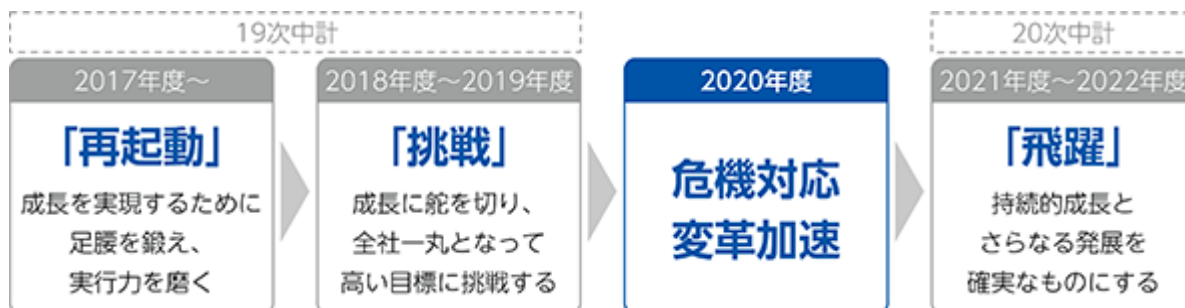 19次中計
20次中計
2017年度～
「再起動」
成長を実現するために
足腰を鍛え、
実行力を磨く
2018年度～2019年度
「挑戦」
成長に舵を切り、
全社一丸となって
高い目標に挑戦する
2020年度
危機対応
変革加速
2021年度～2022年度
「飛躍」
持続的成長と
さらなる発展を
確実なものにする